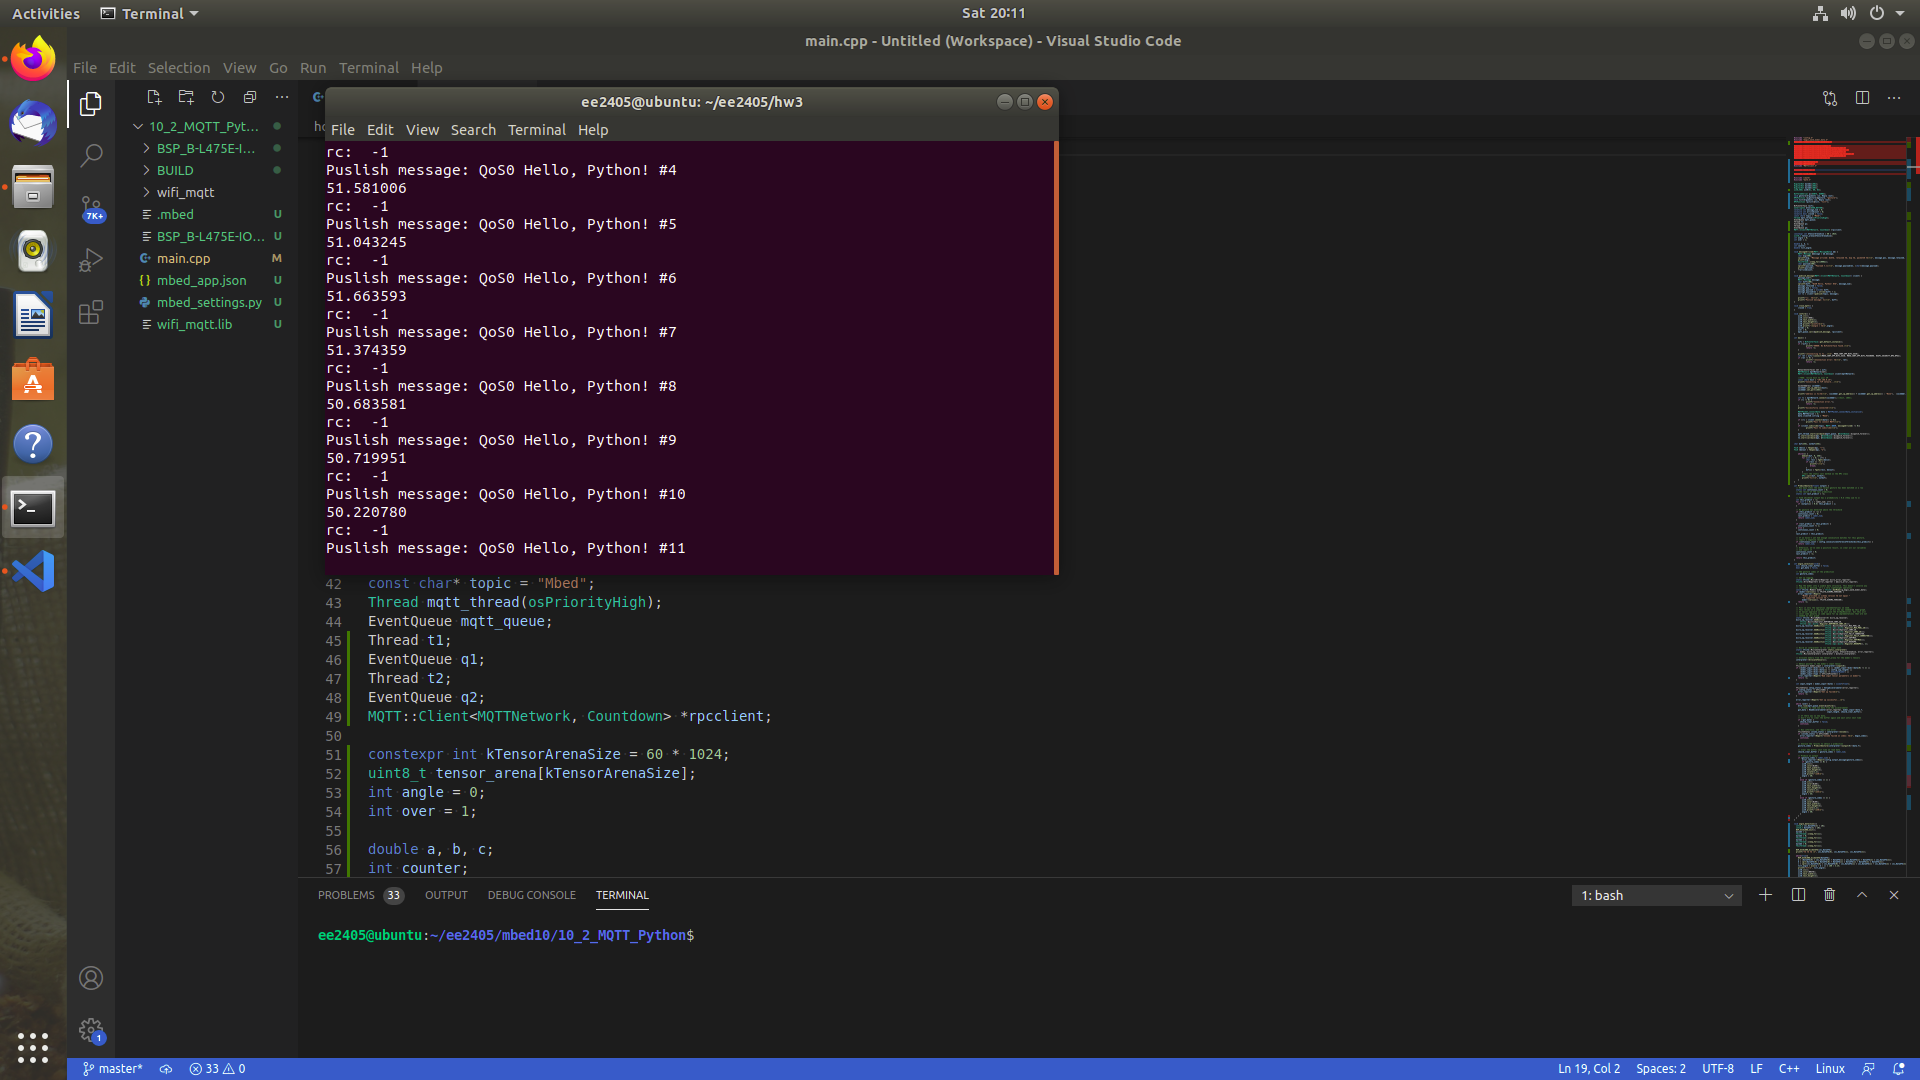 Activities
Terminal
Sat 20:11
main.cpp - Untitled (Workspace) - Visual Studio Code
File Edit Selection View Go Run Terminal Help
10_2_MQTT_Pyt...
BSP_B-L475E-I...
BUILD
wifi_mqtt
.mbed U
BSP_B-L475E-IO... U
main.cpp M
mbed_app.json U
mbed_settings.py U
wifi_mqtt.lib U
7K+
1
ee2405@ubuntu: ~/ee2405/hw3
File Edit View Search Terminal Help
rc:  -1
Puslish message: QoS0 Hello, Python! #4
51.581006
rc:  -1
Puslish message: QoS0 Hello, Python! #5
51.043245
rc:  -1
Puslish message: QoS0 Hello, Python! #6
51.663593
rc:  -1
Puslish message: QoS0 Hello, Python! #7
51.374359
rc:  -1
Puslish message: QoS0 Hello, Python! #8
50.683581
rc:  -1
Puslish message: QoS0 Hello, Python! #9
50.719951
rc:  -1
Puslish message: QoS0 Hello, Python! #10
50.220780
rc:  -1
Puslish message: QoS0 Hello, Python! #11
42 const char* topic = "Mbed";
43 Thread mqtt_thread(osPriorityHigh);
44 EventQueue mqtt_queue;
45 Thread t1;
46 EventQueue q1;
47 Thread t2;
48 EventQueue q2;
49 MQTT::Client<MQTTNetwork, Countdown> *rpcclient;
50
51 constexpr int kTensorArenaSize = 60 * 1024;
52 uint8_t tensor_arena[kTensorArenaSize];
53 int angle = 0;
54 int over = 1;
55
56 double a, b, c;
57 int counter;
PROBLEMS 33 OUTPUT DEBUG CONSOLE TERMINAL
1: bash
ee2405@ubuntu:~/ee2405/mbed10/10_2_MQTT_Python$
master* 33 0
Ln 19, Col 2 Spaces: 2 UTF-8 LF C++ Linux